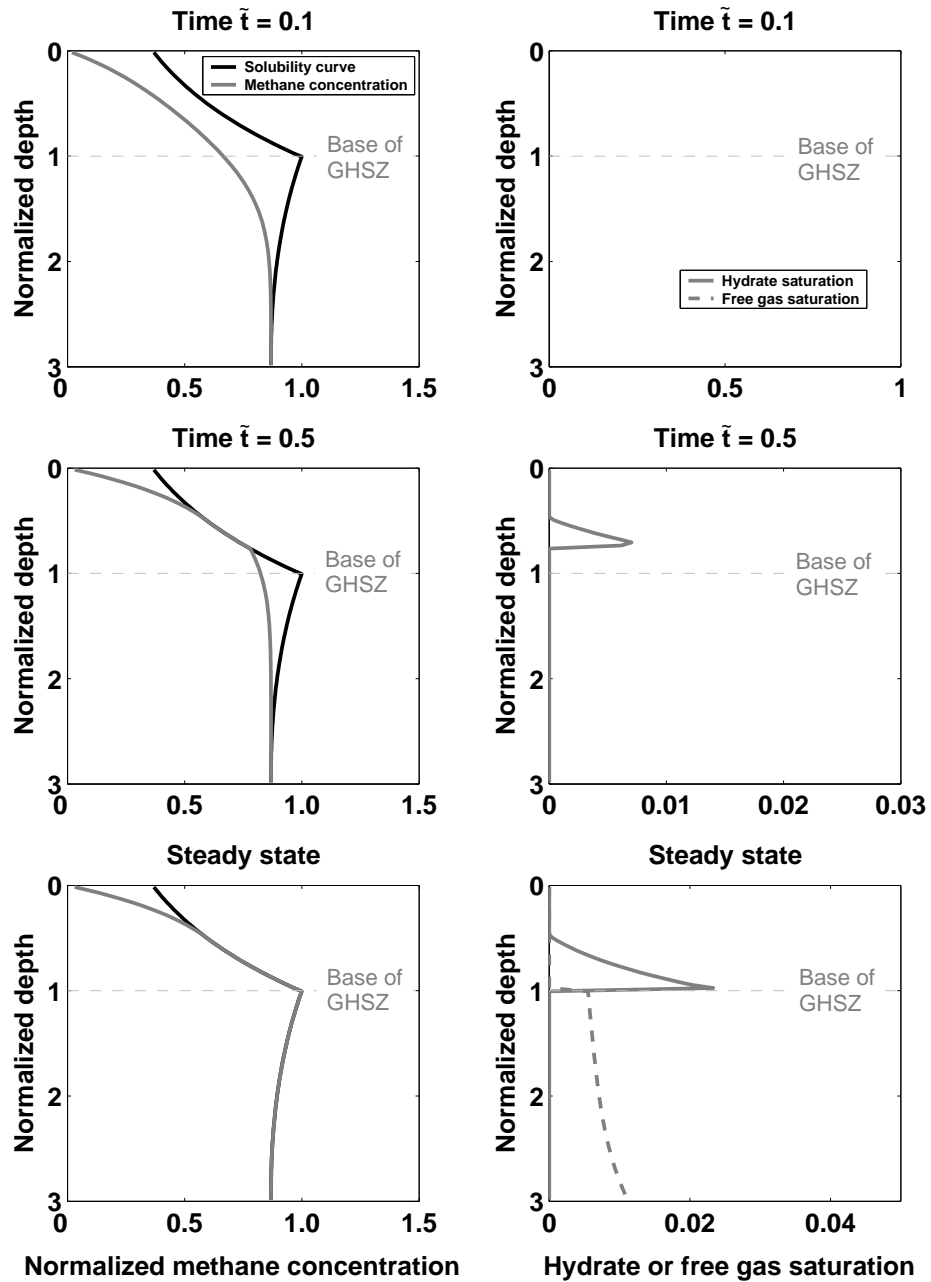 Time t̃ = 0.1
Time t̃ = 0.1
0
1
2
3
Normalized depth
Solubility curve
Methane concentration
Base of
GHSZ
0 0.5 1.0 1.5
0
1
2
3
Normalized depth
Base of
GHSZ
Hydrate saturation
Free gas saturation
0 0.5 1
Time t̃ = 0.5
Time t̃ = 0.5
0
1
2
3
Normalized depth
Base of
GHSZ
0 0.5 1.0 1.5
0
1
2
3
Normalized depth
Base of
GHSZ
0 0.01 0.02 0.03
Steady state
Steady state
0
1
2
3
Normalized depth
Base of
GHSZ
0 0.5 1.0 1.5
Normalized methane concentration
0
1
2
3
Normalized depth
Base of
GHSZ
0 0.02 0.04
Hydrate or free gas saturation